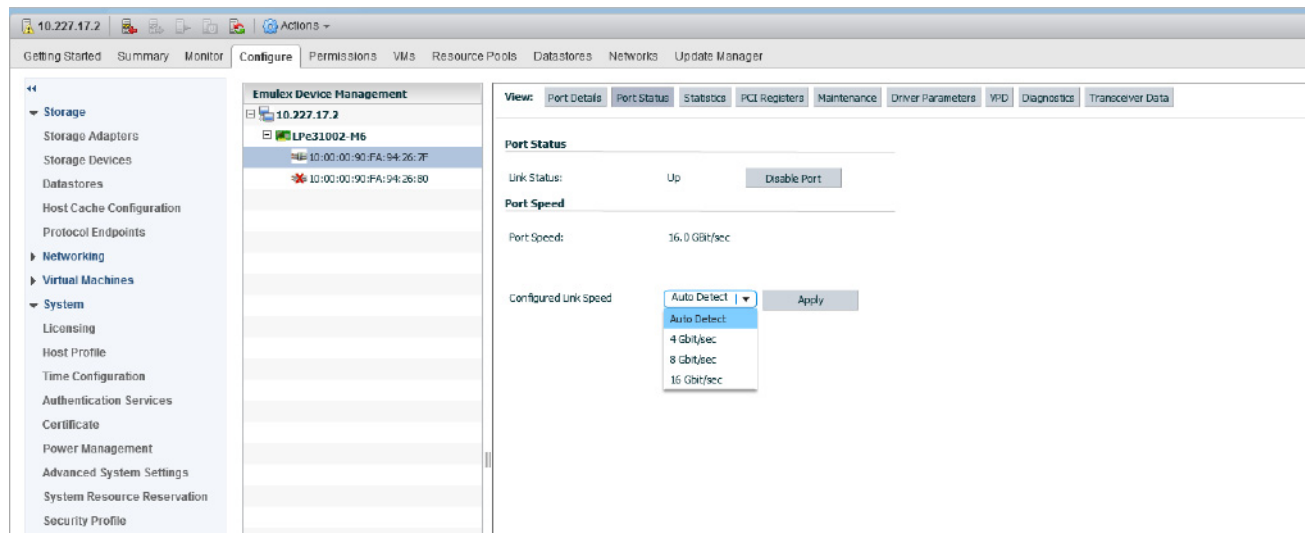 10.227.17.2 Actions
Getting Started Summary Monitor Configure Permissions VMs Resource Pools Datastores Networks Update Manager
Storage
Storage Adapters
Storage Devices
Datastores
Host Cache Configuration
Protocol Endpoints
Networking
Virtual Machines
System
Licensing
Host Profile
Time Configuration
Authentication Services
Certificate
Power Management
Advanced System Settings
System Resource Reservation
Security Profile
Emulex Device Management
10.227.17.2
LPe31002-M6
10:00:00:90:FA:94:26:7F
10:00:00:90:FA:94:26:80
View: Port Details Port Status Statistics PCI Registers Maintenance Driver Parameters VPD Diagnostics Transceiver Data
Port Status
Link Status: Up Disable Port
Port Speed
Port Speed: 16.0 GBit/sec
Configured Link Speed Auto Detect Apply
Auto Detect
4 Gbit/sec
8 Gbit/sec
16 Gbit/sec